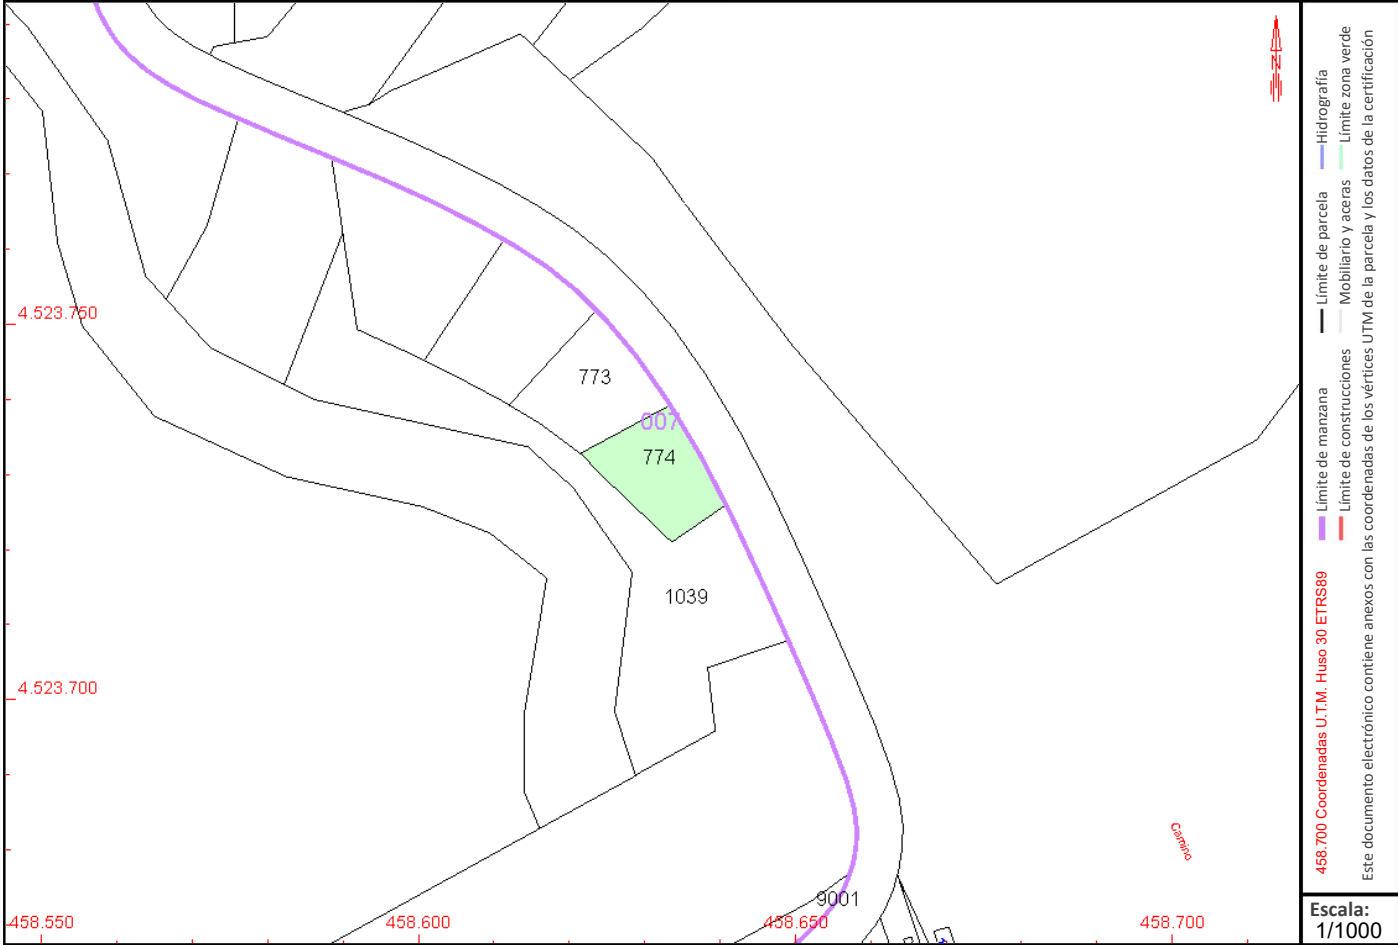 N
4.523.750
773
007
774
1039
4.523.700
Camino
9001
458.550
458.600
458.650
458.700
Hidrografía
Límite zona verde
Límite de parcela
Mobiliario y aceras
Límite de manzana
Límite de construcciones
458.700 Coordenadas U.T.M. Huso 30 ETRS89
Este documento electrónico contiene anexos con las coordenadas de los vértices UTM de la parcela y los datos de la certificación
Escala:
1/1000